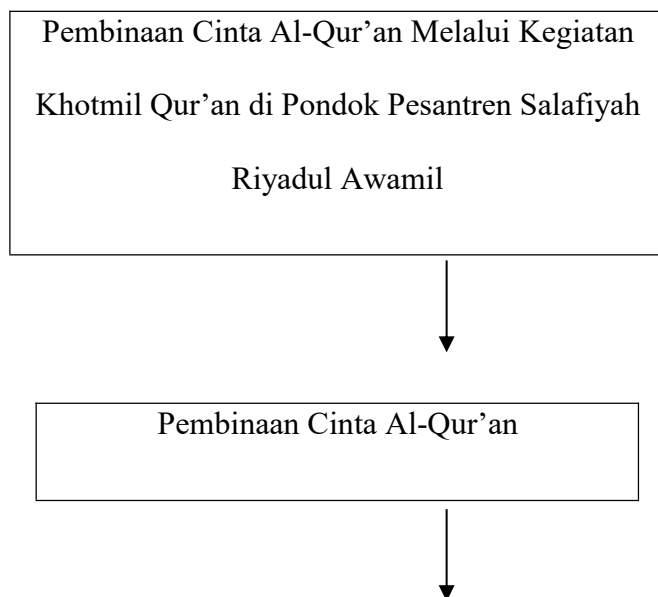 Pembinaan Cinta Al-Qur’an Melalui Kegiatan
Khotmil Qur’an di Pondok Pesantren Salafiyah
Riyadul Awamil
Pembinaan Cinta Al-Qur’an